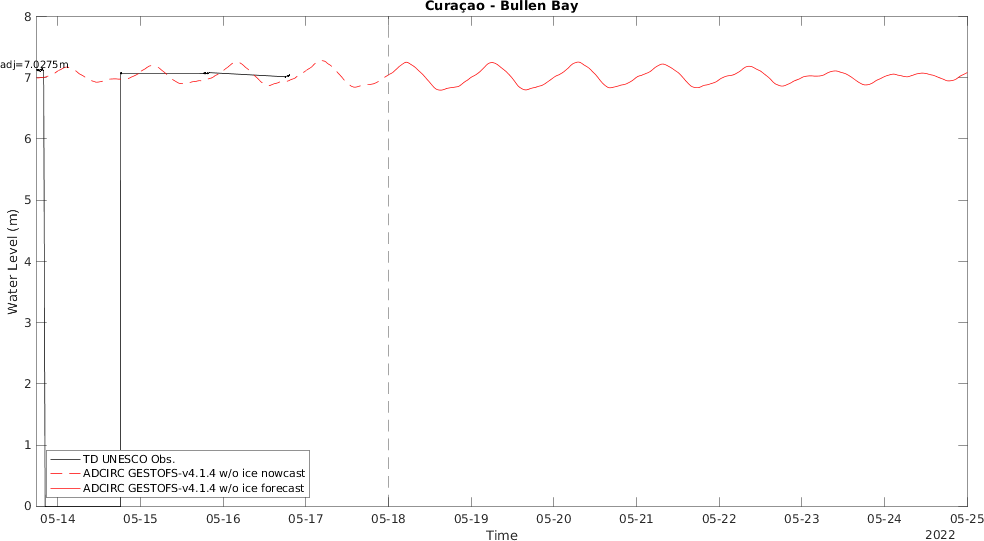 Curaçao - Bullen Bay
8
adj=7.0275m
7
6
5
4
3
2
1
0
Water Level (m)
TD UNESCO Obs.
ADCIRC GESTOFS-v4.1.4 w/o ice nowcast
ADCIRC GESTOFS-v4.1.4 w/o ice forecast
05-14 05-15 05-16 05-17 05-18 05-19 05-20 05-21 05-22 05-23 05-24 05-25
Time
2022